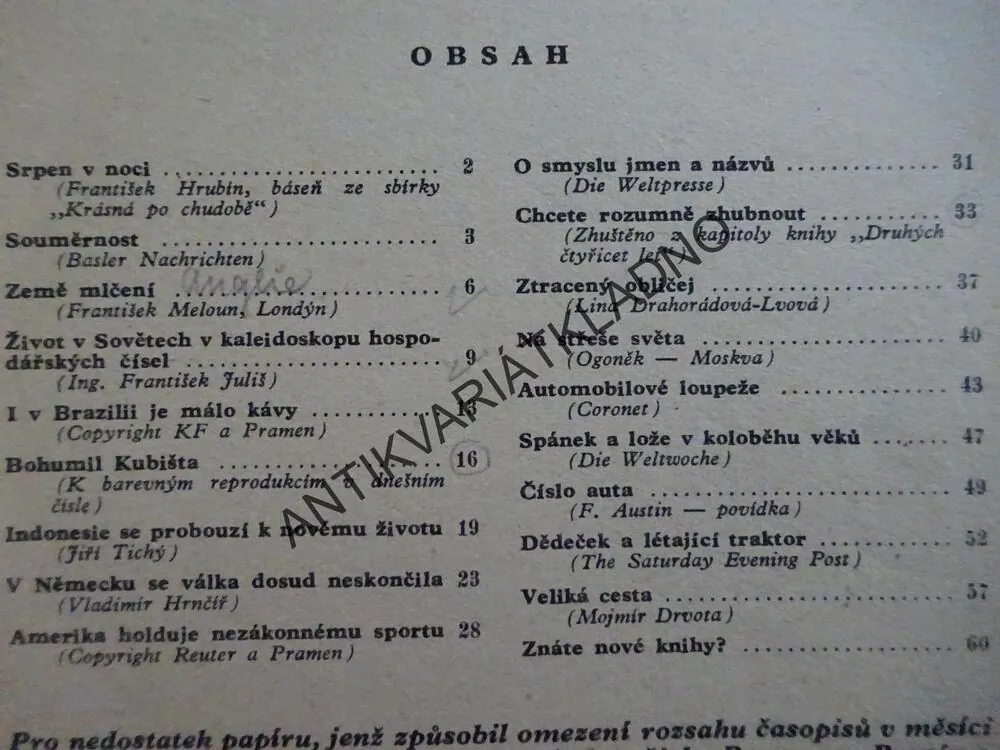 OBSAH
Srpen v noci ........................ 2
(František Hrubín, báseň ze sbírky
„Krásná po chudobě“)
Souměrnost ........................ 3
(Basler Nachrichten)
Země mlčení ........................ 6
Anglie
(František Meloun, Londýn)
Život v Sovětech v kaleidoskopu hospo-
dářských čísel ........................ 9
(Ing. František Juliš)
I v Brazilii je málo kávy ............
(Copyright KF a Pramen)
Bohumil Kubišta .................... 16
(K barevným reprodukcím v dnešním
čísle)
Indonesie se probouzí k novému životu 19
(Jiří Tichý)
V Německu se válka dosud neskončila 23
(Vladimír Hrnčíř)
Amerika holduje nezákonnému sportu 28
(Copyright Reuter a Pramen)
O smyslu jmen a názvů ............ 31
(Die Weltpresse)
Chcete rozumně zhubnout .......... 33
(Zhuštěno z kapitoly knihy „Druhých
čtyřicet let“)
Ztracený obličej .................... 37
(Lina Drahorádová-Lvová)
Na střeše světa .................... 40
(Ogoněk — Moskva)
Automobilové loupeže .............. 43
(Coronet)
Spánek a lože v koloběhu věků ...... 47
(Die Weltwoche)
Číslo auta ........................ 49
(F. Austin — povídka)
Dědeček a létající traktor .......... 52
(The Saturday Evening Post)
Veliká cesta ........................ 57
(Mojmír Drvota)
Znáte nové knihy? .................. 60
Pro nedostatek papíru, jenž způsobil omezení rozsahu časopisů v měsíci
ANTIKVARIÁTKLADNO